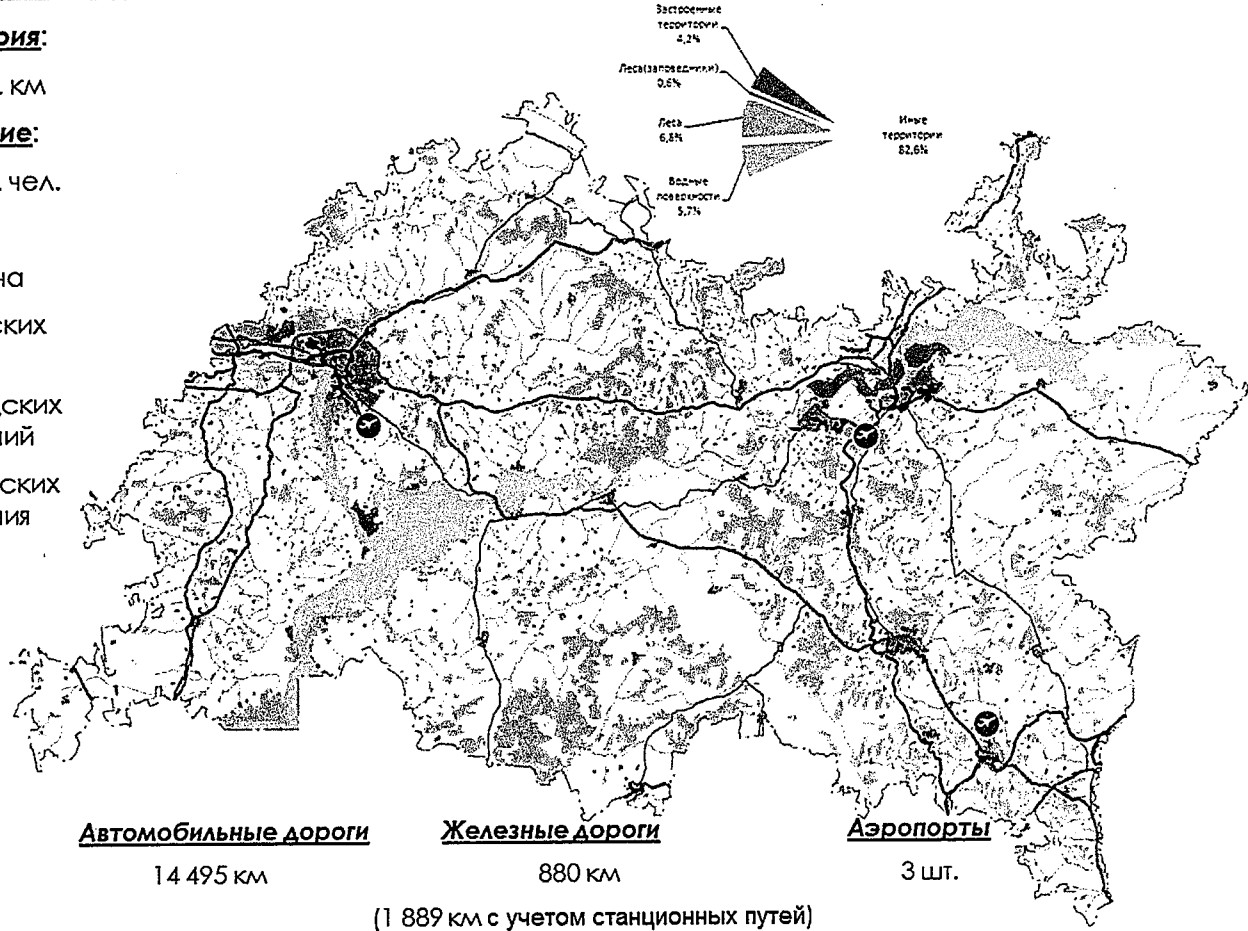 рия:
км
ие:
чел.
на
ских
дских
ний
ских
ия
Застроенные
территории
4,2%
Леса(заповедники)
0,6%
Леса
6,8%
Водные
поверхности
5,7%
Иные
территории
82,6%
Автомобильные дороги
14 495 км
Железные дороги
880 км
(1 889 км с учетом станционных путей)
Аэропорты
3 шт.